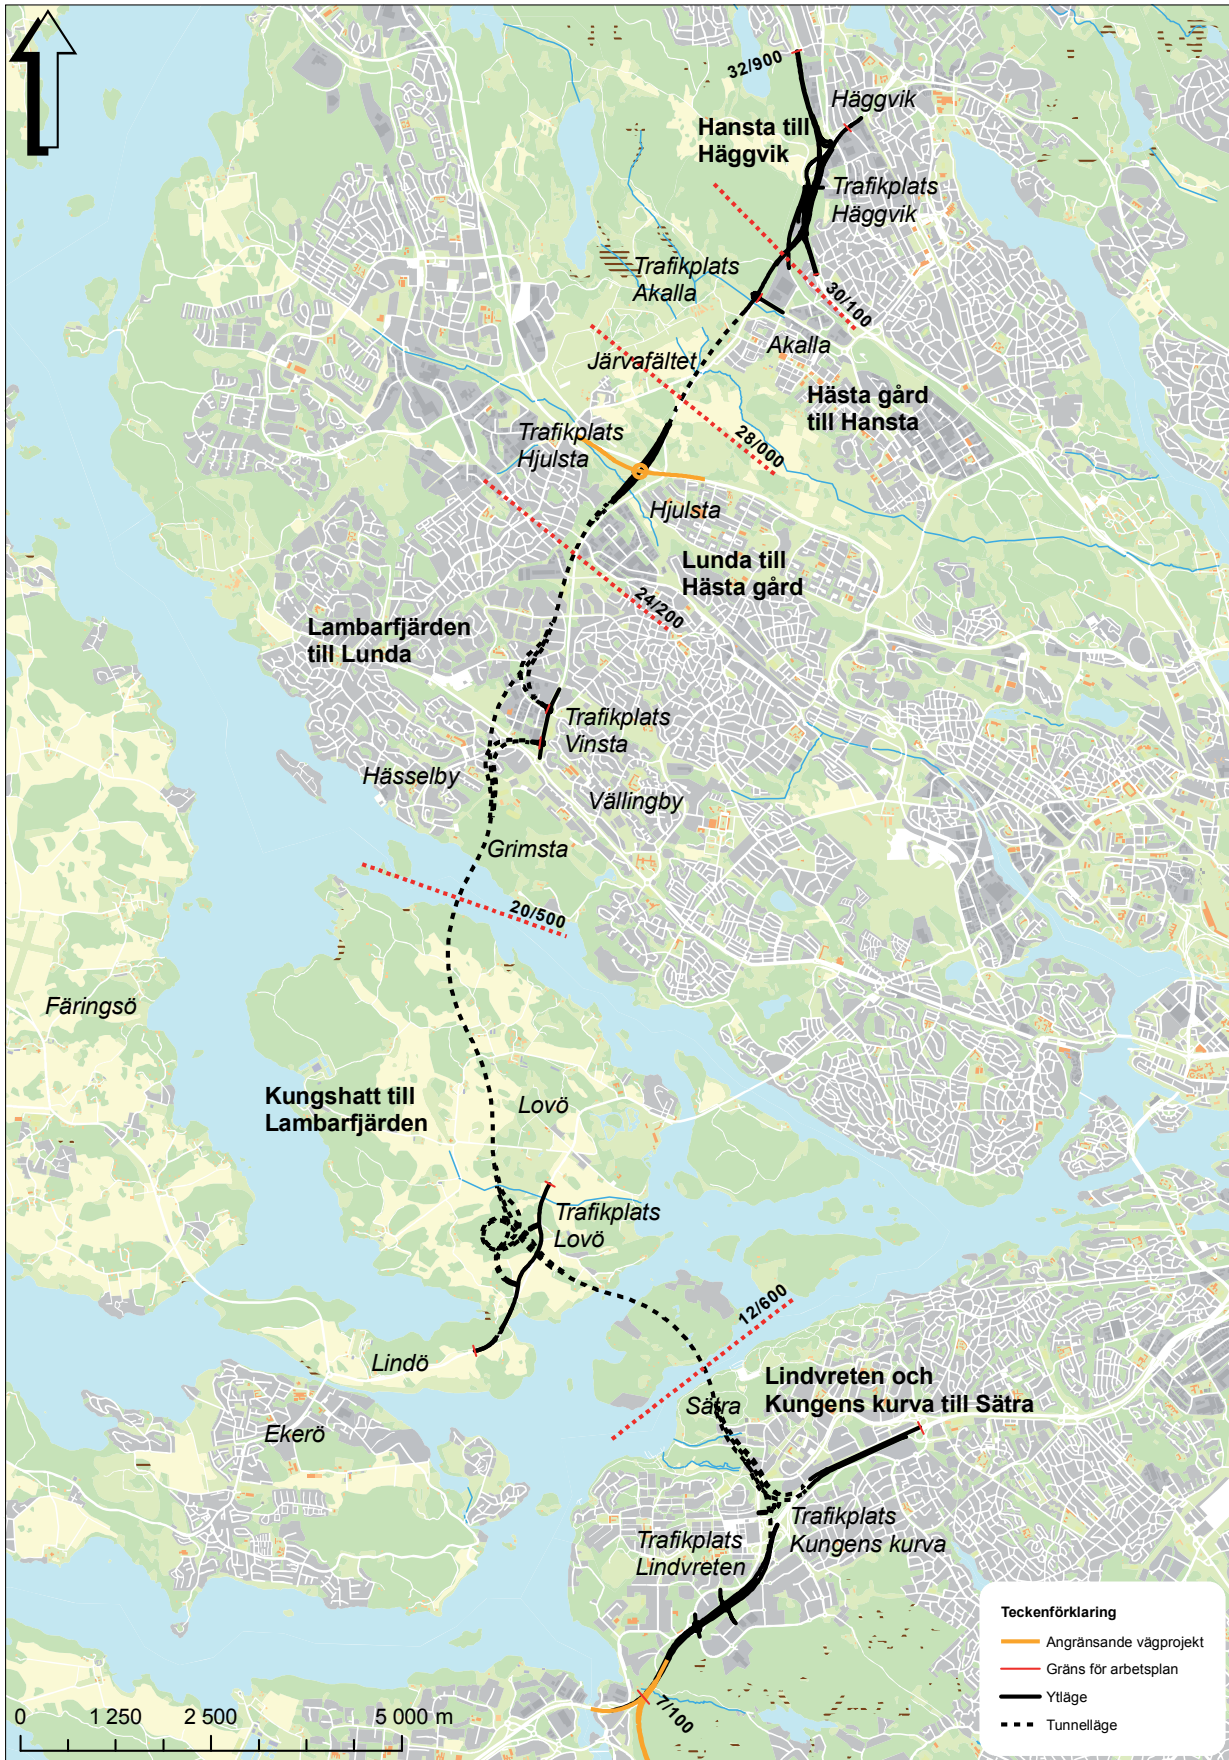 32/900
Häggvik
Hansta till
Häggvik
Trafikplats
Häggvik
Trafikplats
Akalla
30/100
Akalla
Järvafältet
Hästa gård
till Hansta
Trafikplats
Hjulsta
28/000
Hjulsta
Lunda till
Hästa gård
24/200
Lambarfjärden
till Lunda
Trafikplats
Vinsta
Hässelby
Vällingby
Grimsta
20/500
Färingsö
Kungshatt till
Lambarfjärden
Lovö
Trafikplats
Lovö
12/600
Lindö
Lindvreten och
Kungens kurva till Sätra
Sätra
Ekerö
Trafikplats
Kungens kurva
Trafikplats
Lindvreten
7/100
0 1 250 2 500 5 000 m
Teckenförklaring
Angränsande vägprojekt
Gräns för arbetsplan
Ytläge
Tunnelläge